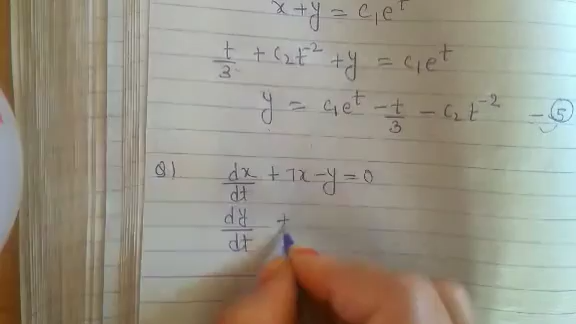 x + y = c₁eᵗ
t/3 + c₂t⁻² + y = c₁eᵗ
y = c₁eᵗ - t/3 - c₂t⁻² - ⑤
Q1) dx/dt + 7x - y = 0
dy/dt +